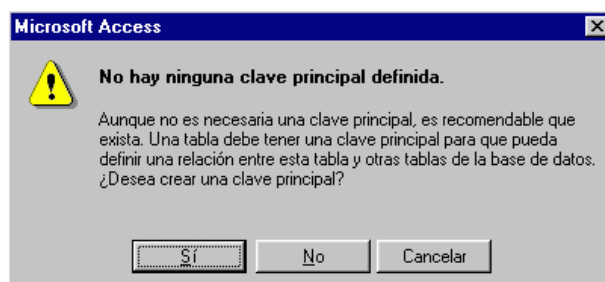 Microsoft Access
No hay ninguna clave principal definida.
Aunque no es necesaria una clave principal, es recomendable que
exista. Una tabla debe tener una clave principal para que pueda
definir una relación entre esta tabla y otras tablas de la base de datos.
¿Desea crear una clave principal?
Sí No Cancelar